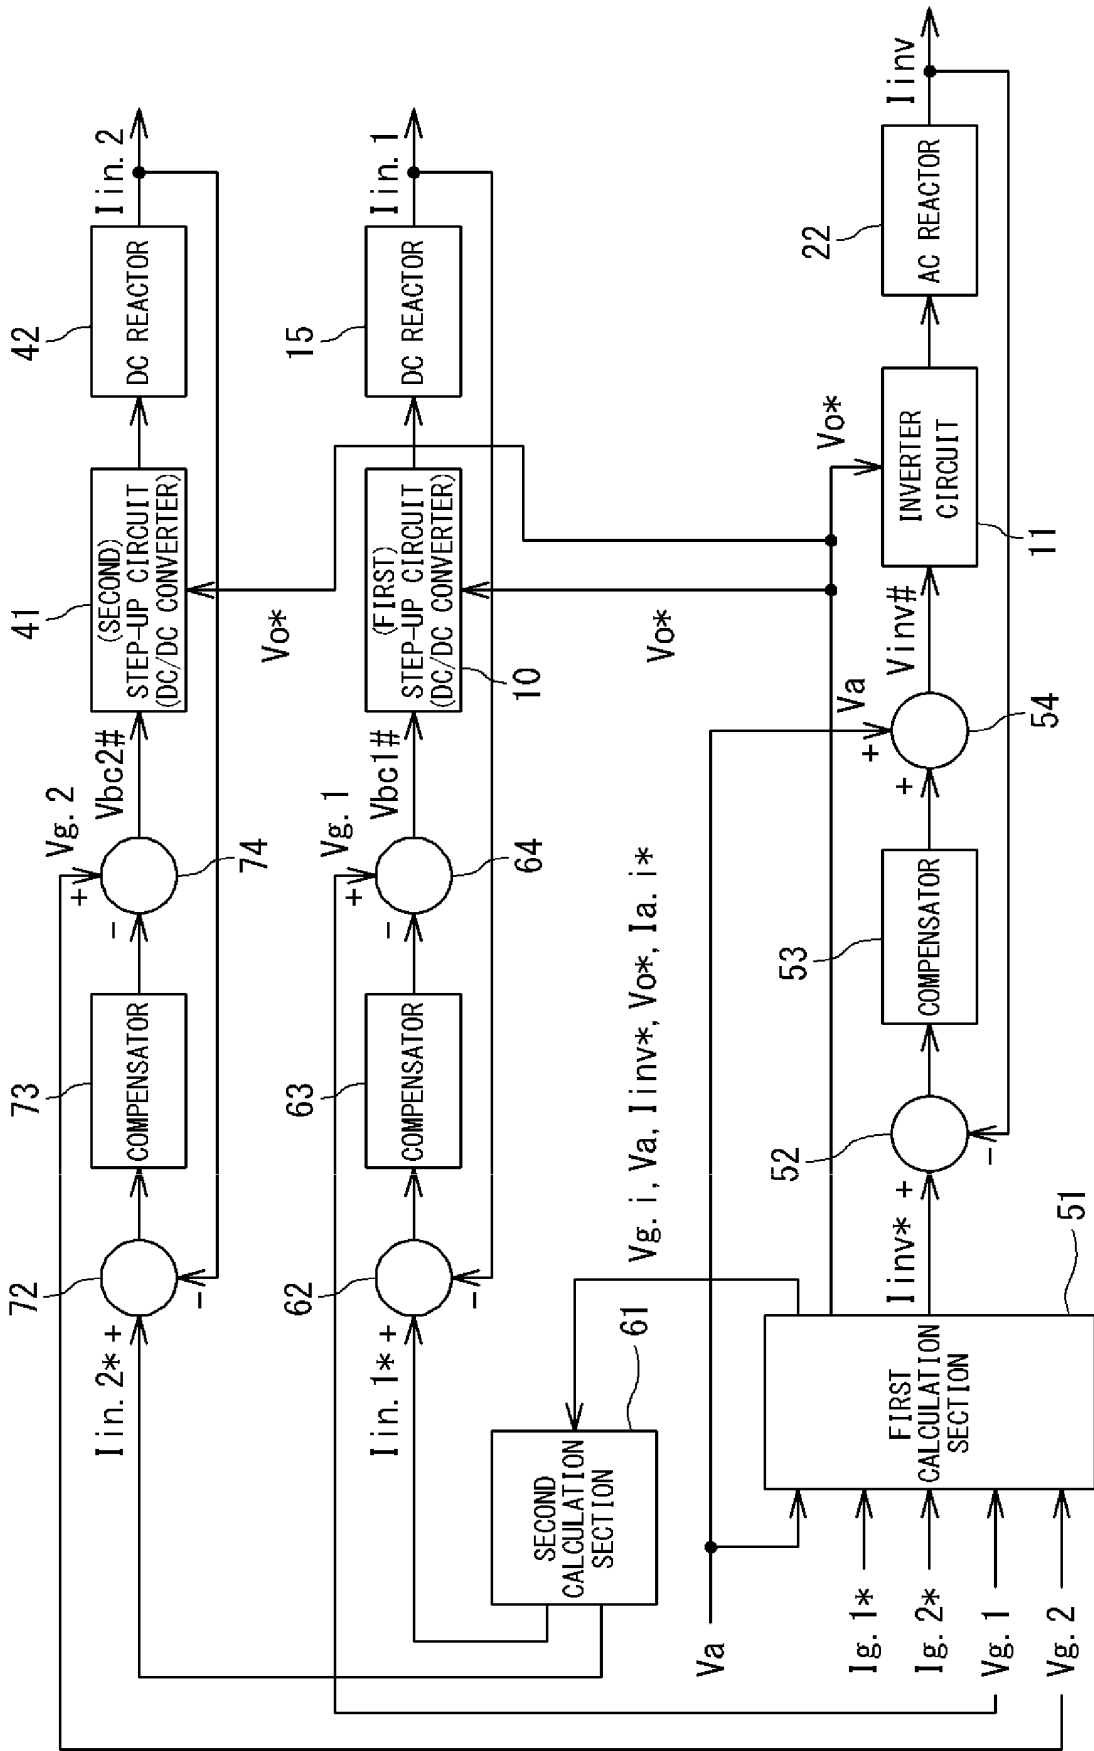 Iin. 2* +
72
-
73
COMPENSATOR
Vg. 2
+
-
74
Vbc2#
41
(SECOND)
STEP-UP CIRCUIT
(DC/DC CONVERTER)
Vo*
42
DC REACTOR
Iin. 2
Iin. 1* +
62
-
63
COMPENSATOR
Vg. 1
+
-
64
Vbc1#
(FIRST)
STEP-UP CIRCUIT
(DC/DC CONVERTER)
10
Vo*
15
DC REACTOR
Iin. 1
SECOND
CALCULATION
SECTION
61
Vg. i, Va, Iinv*, Vo*, Ia. i*
Va
Ig. 1*
Ig. 2*
Vg. 1
Vg. 2
FIRST
CALCULATION
SECTION
51
Iinv* +
52
-
53
COMPENSATOR
Va
+
+
54
Vinv#
Vo*
INVERTER
CIRCUIT
11
22
AC REACTOR
Iinv